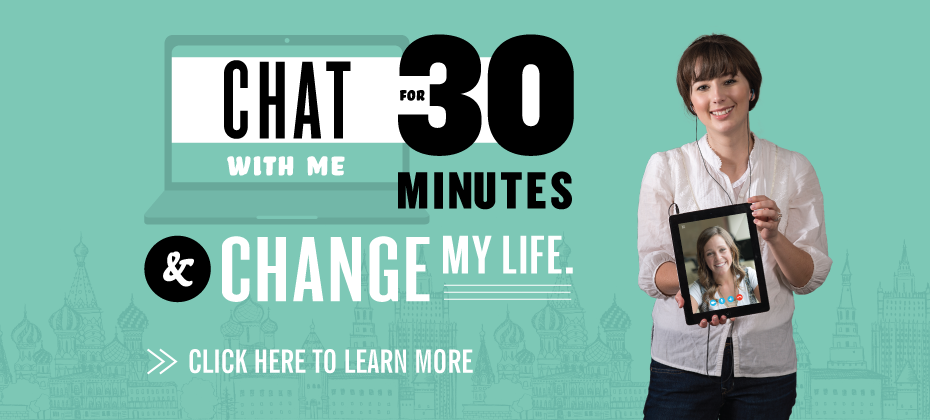 CHAT
FOR 30
WITH ME
MINUTES
& CHANGE MY LIFE.
CLICK HERE TO LEARN MORE